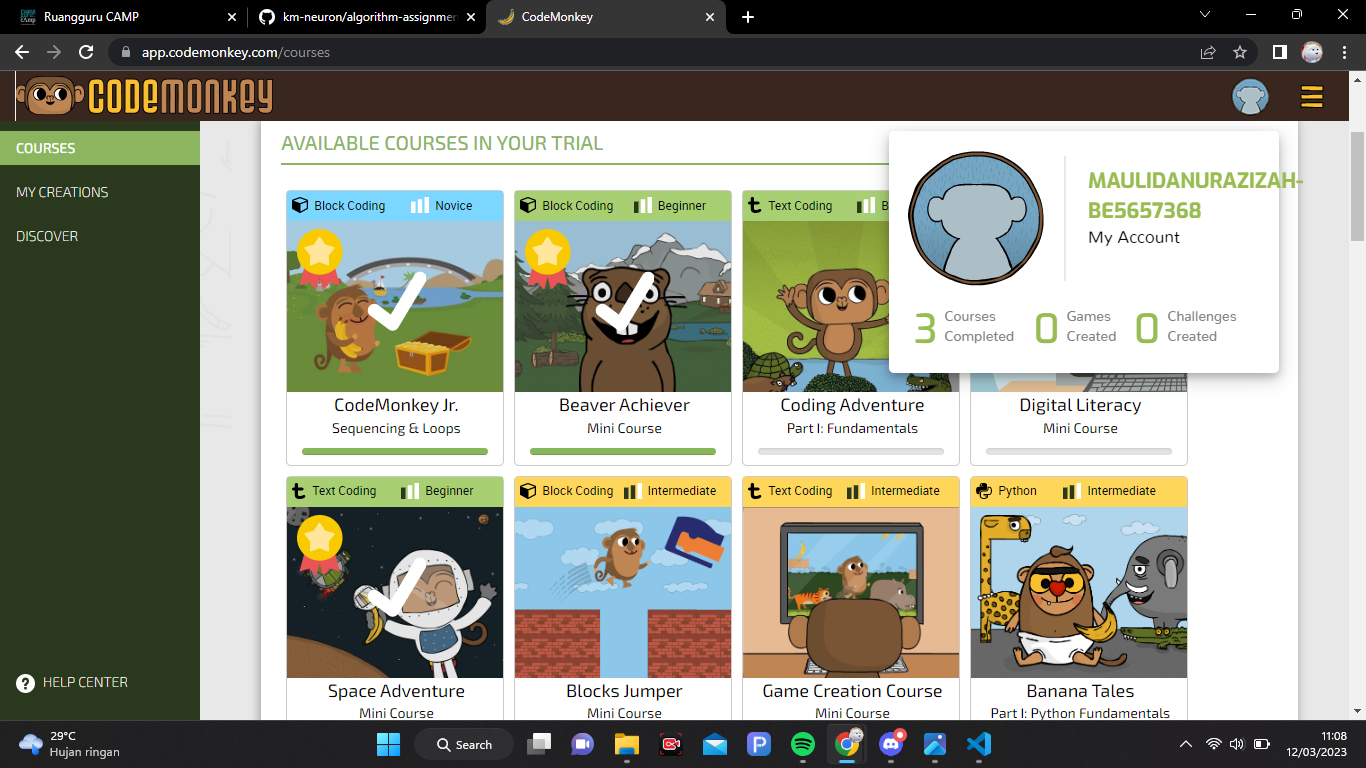 Ruangguru CAMP
km-neuron/algorithm-assignmen
CodeMonkey
app.codemonkey.com/courses
CODEMONKEY
COURSES
MY CREATIONS
DISCOVER
HELP CENTER
AVAILABLE COURSES IN YOUR TRIAL
MAULIDANURAZIZAH-
BE5657368
My Account
3 Courses Completed
0 Games Created
0 Challenges Created
Block Coding Novice
CodeMonkey Jr.
Sequencing & Loops
Block Coding Beginner
Beaver Achiever
Mini Course
Text Coding B
Coding Adventure
Part I: Fundamentals
Digital Literacy
Mini Course
Text Coding Beginner
Space Adventure
Mini Course
Block Coding Intermediate
Blocks Jumper
Mini Course
Text Coding Intermediate
Game Creation Course
Mini Course
Python Intermediate
Banana Tales
Part I: Python Fundamentals
29°C
Hujan ringan
Search
11:08
12/03/2023